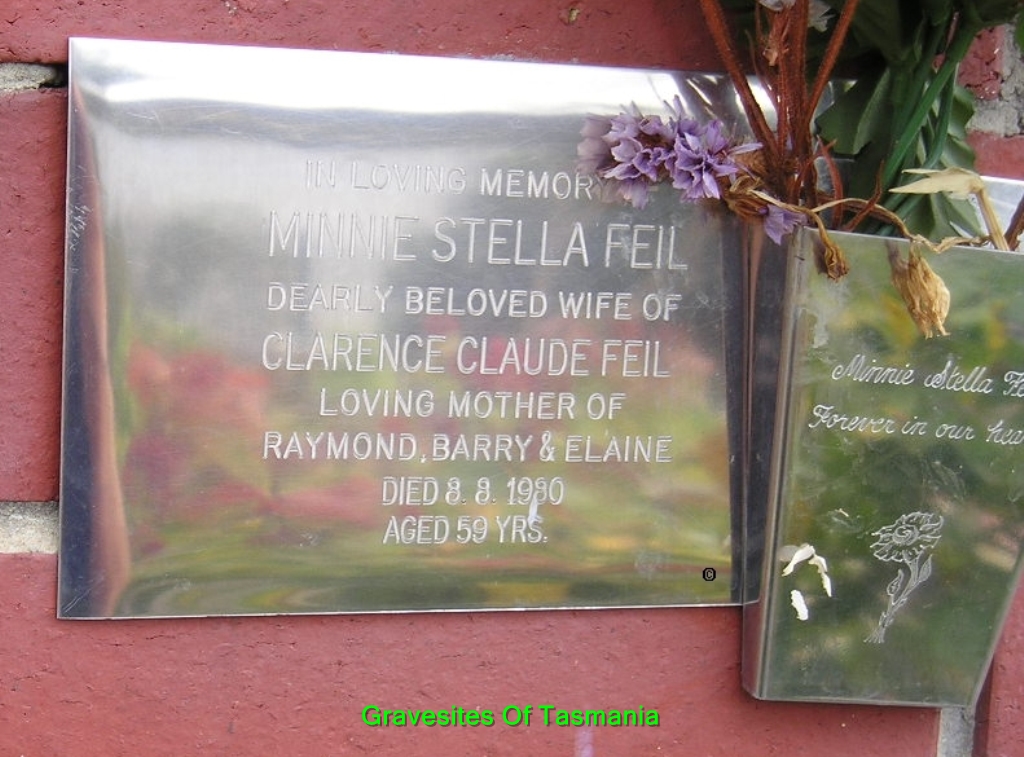 IN LOVING MEMORY
MINNIE STELLA FEIL
DEARLY BELOVED WIFE OF
CLARENCE CLAUDE FEIL
LOVING MOTHER OF
RAYMOND, BARRY & ELAINE
DIED 8. 8. 1980
AGED 59 YRS.
©
Minnie Stella
Forever in our
Gravesites Of Tasmania